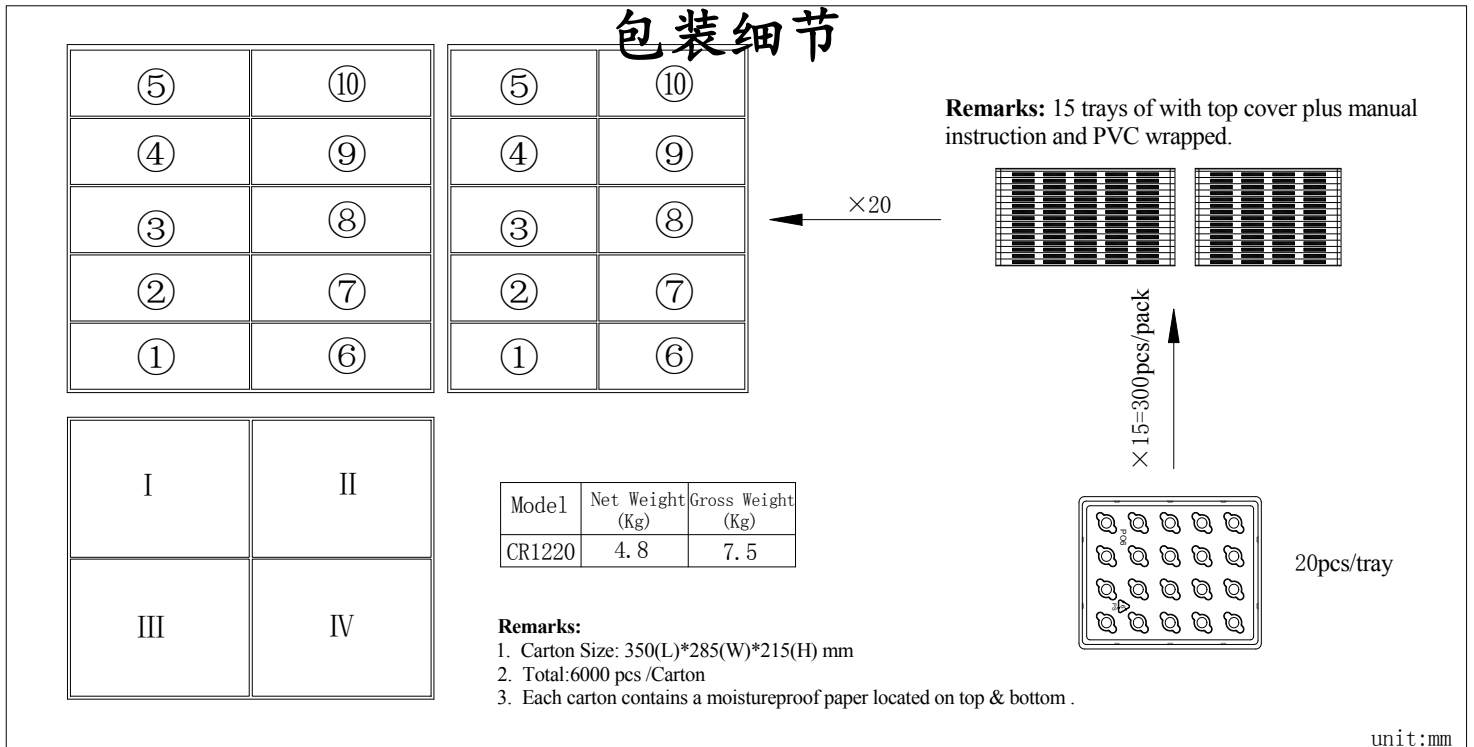 包装细节
⑤ ⑩
④ ⑨
③ ⑧
② ⑦
① ⑥
⑤ ⑩
④ ⑨
③ ⑧
② ⑦
① ⑥
Remarks: 15 trays of with top cover plus manual
instruction and PVC wrapped.
×20
×15=300pcs/pack
20pcs/tray
PO6
I II
III IV
Model Net Weight (Kg) Gross Weight (Kg)
CR1220 4.8 7.5
Remarks:
1. Carton Size: 350(L)*285(W)*215(H) mm
2. Total:6000 pcs /Carton
3. Each carton contains a moistureproof paper located on top & bottom .
unit:mm